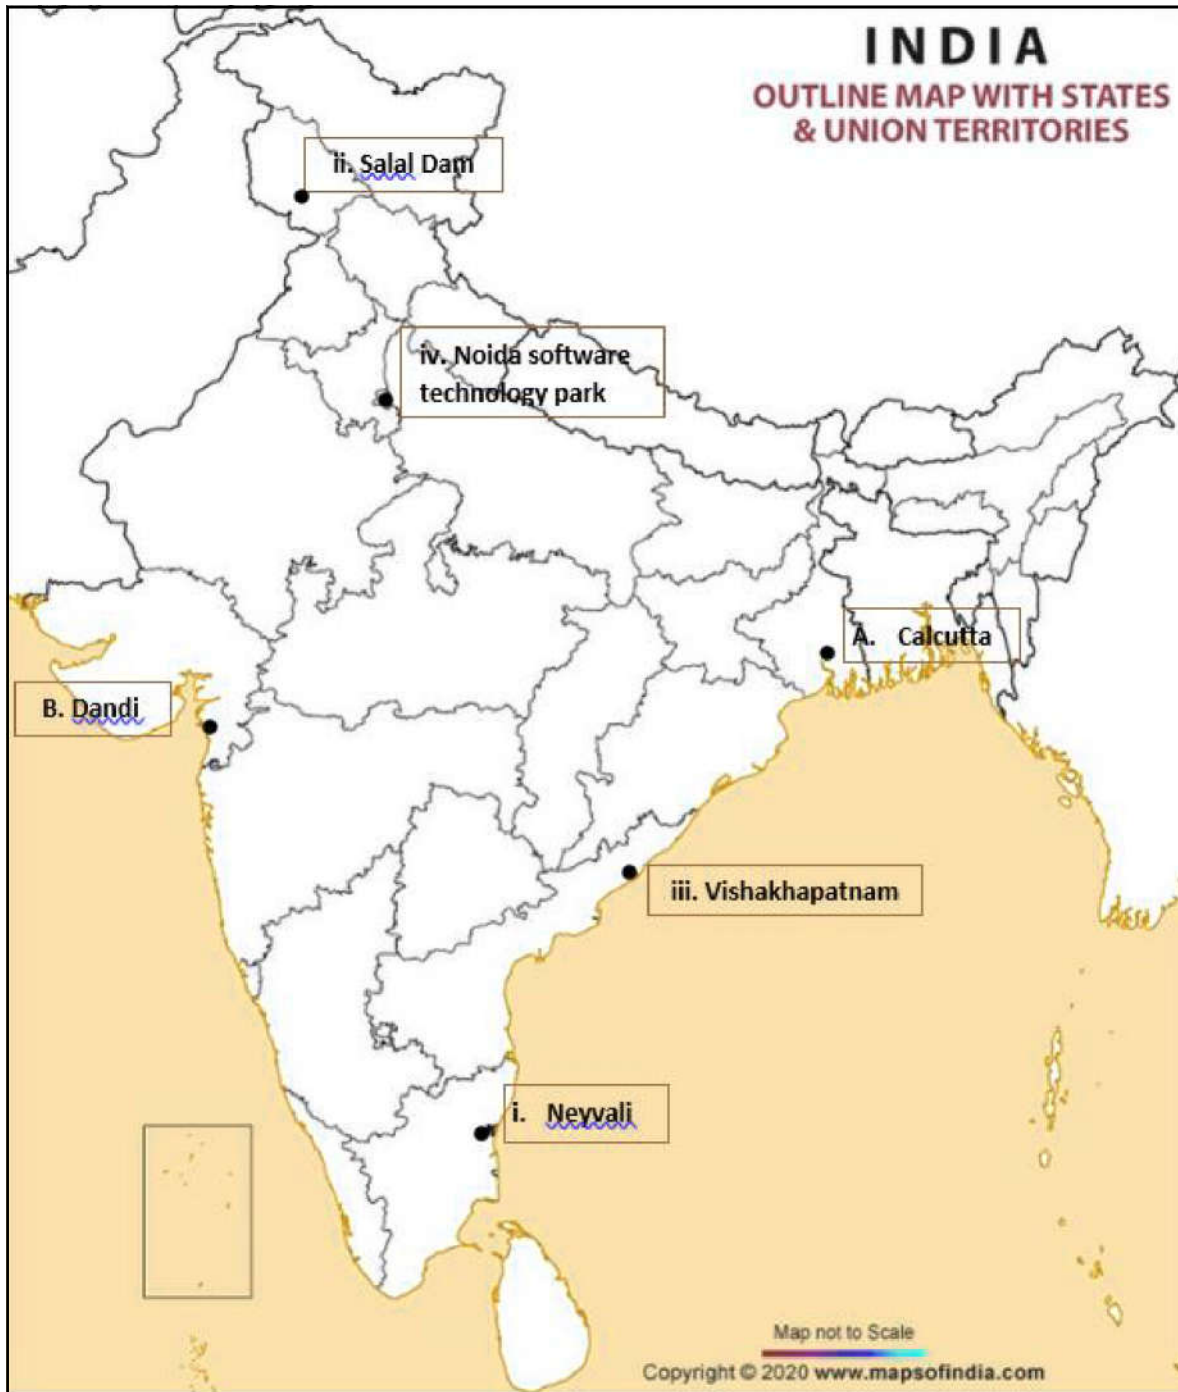 INDIA
OUTLINE MAP WITH STATES
& UNION TERRITORIES
ii. Salal Dam
iv. Noida software
technology park
A. Calcutta
B. Dandi
iii. Vishakhapatnam
i. Neyvali
Map not to Scale
Copyright © 2020 www.mapsofindia.com